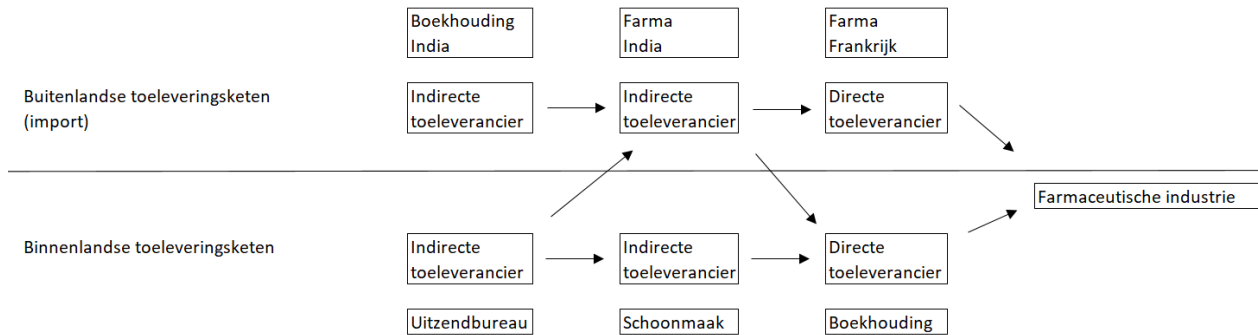 Boekhouding
India
Farma
India
Farma
Frankrijk
Buitenlandse toeleveringsketen
(import)
Indirecte
toeleverancier
Indirecte
toeleverancier
Directe
toeleverancier
Farmaceutische industrie
Binnenlandse toeleveringsketen
Indirecte
toeleverancier
Indirecte
toeleverancier
Directe
toeleverancier
Uitzendbureau
Schoonmaak
Boekhouding